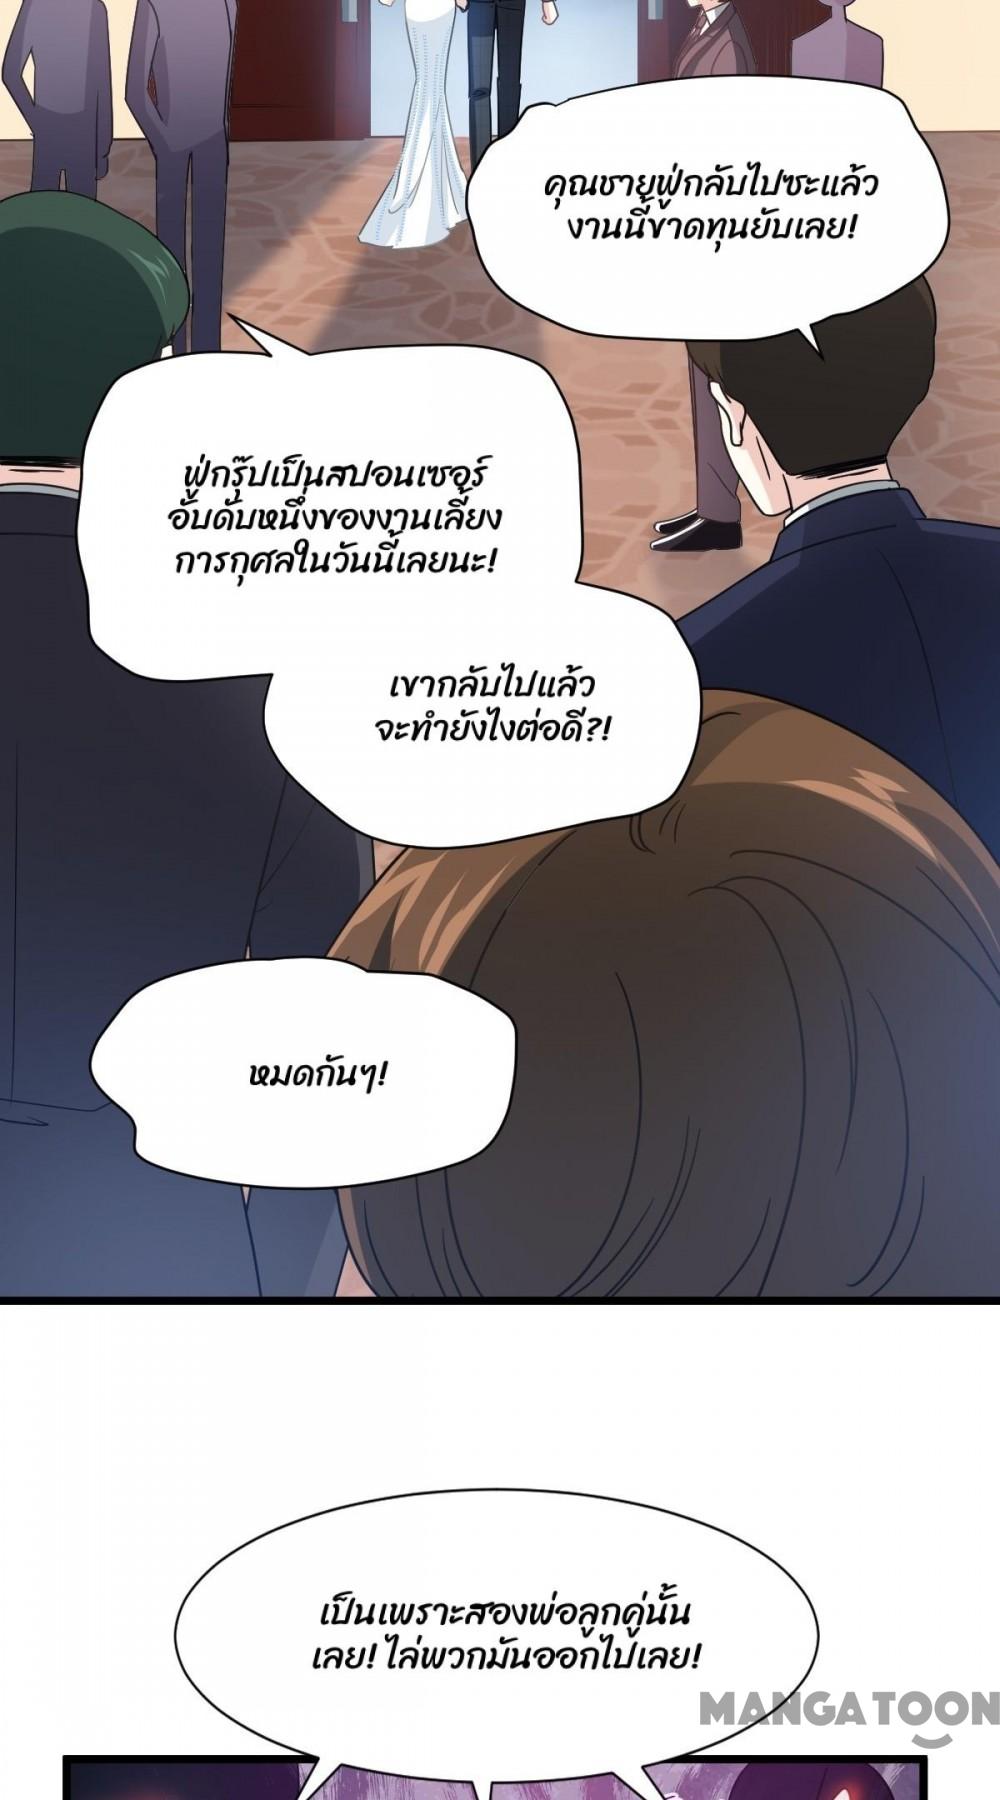 คุณชายฟู่กลับไปซะแล้ว
งานนี้ขาดทุนยับเลย!
ฟู่กรุ๊ปเป็นสปอนเซอร์
อันดับหนึ่งของงานเลี้ยง
การกุศลในวันนี้เลยนะ!
เขากลับไปแล้ว
จะทำยังไงต่อดี?!
หมดกันๆ!
เป็นเพราะสองพ่อลูกคู่นั้น
เลย! ไล่พวกมันออกไปเลย!
MANGATOON